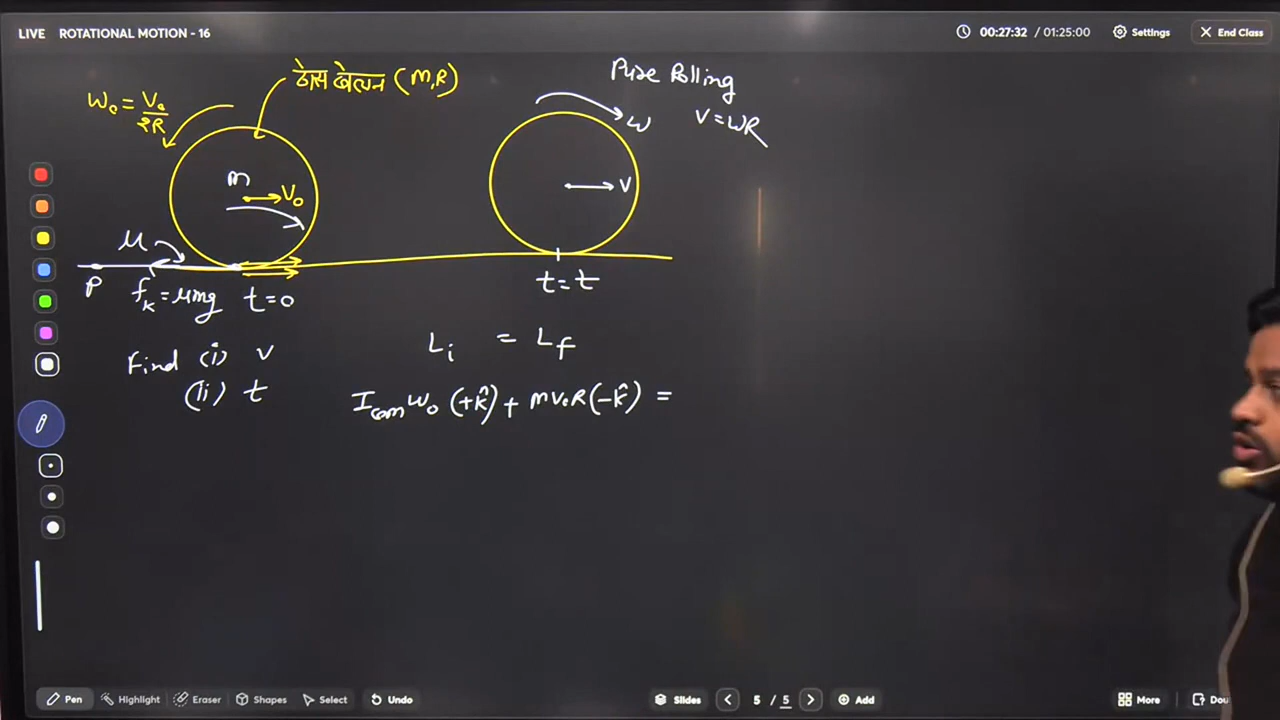 LIVE ROTATIONAL MOTION - 16
00:27:32 / 01:25:00 Settings End Class
ठोस बेलन (M,R)
Pure Rolling
ω₀ = V₀/2R
ω
V = ωR
m
V₀
V
μ
P
fₖ = μmg
t = 0
t = t
Find (i) v
(ii) t
Lᵢ = L_f
I_com ω₀ (+k̂) + mv₀R (-k̂) =
Pen Highlight Eraser Shapes Select Undo Slides 5 / 5 Add More